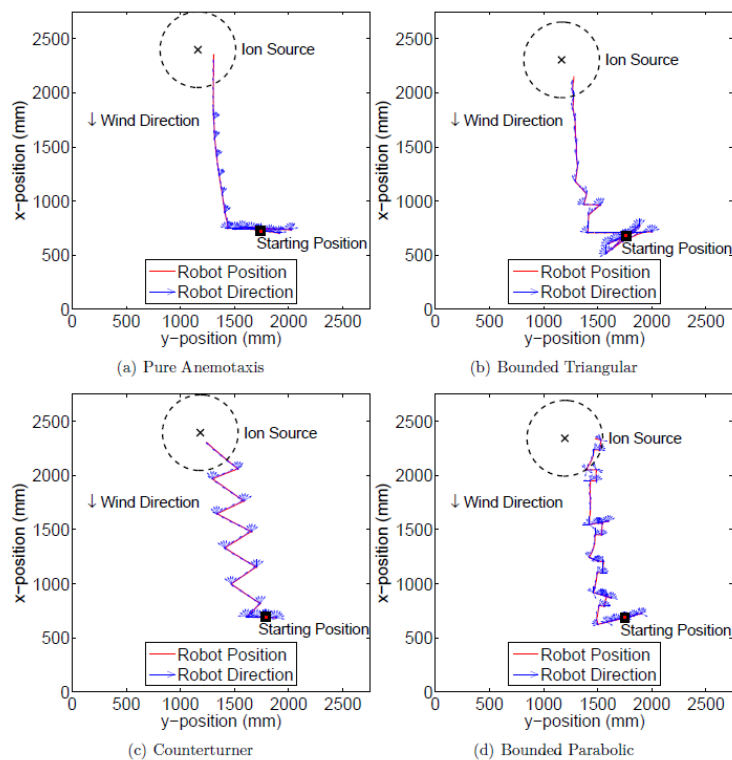 2500
2000
1500
1000
500
0
x-position (mm)
Ion Source
↓ Wind Direction
Starting Position
Robot Position
Robot Direction
0 500 1000 1500 2000 2500
y-position (mm)
(a) Pure Anemotaxis
2500
2000
1500
1000
500
0
x-position (mm)
Ion Source
↓ Wind Direction
Starting Position
Robot Position
Robot Direction
0 500 1000 1500 2000 2500
y-position (mm)
(b) Bounded Triangular
2500
2000
1500
1000
500
0
x-position (mm)
Ion Source
↓ Wind Direction
Starting Position
Robot Position
Robot Direction
0 500 1000 1500 2000 2500
y-position (mm)
(c) Counterturner
2500
2000
1500
1000
500
0
x-position (mm)
Ion Source
↓ Wind Direction
Starting Position
Robot Position
Robot Direction
0 500 1000 1500 2000 2500
y-position (mm)
(d) Bounded Parabolic